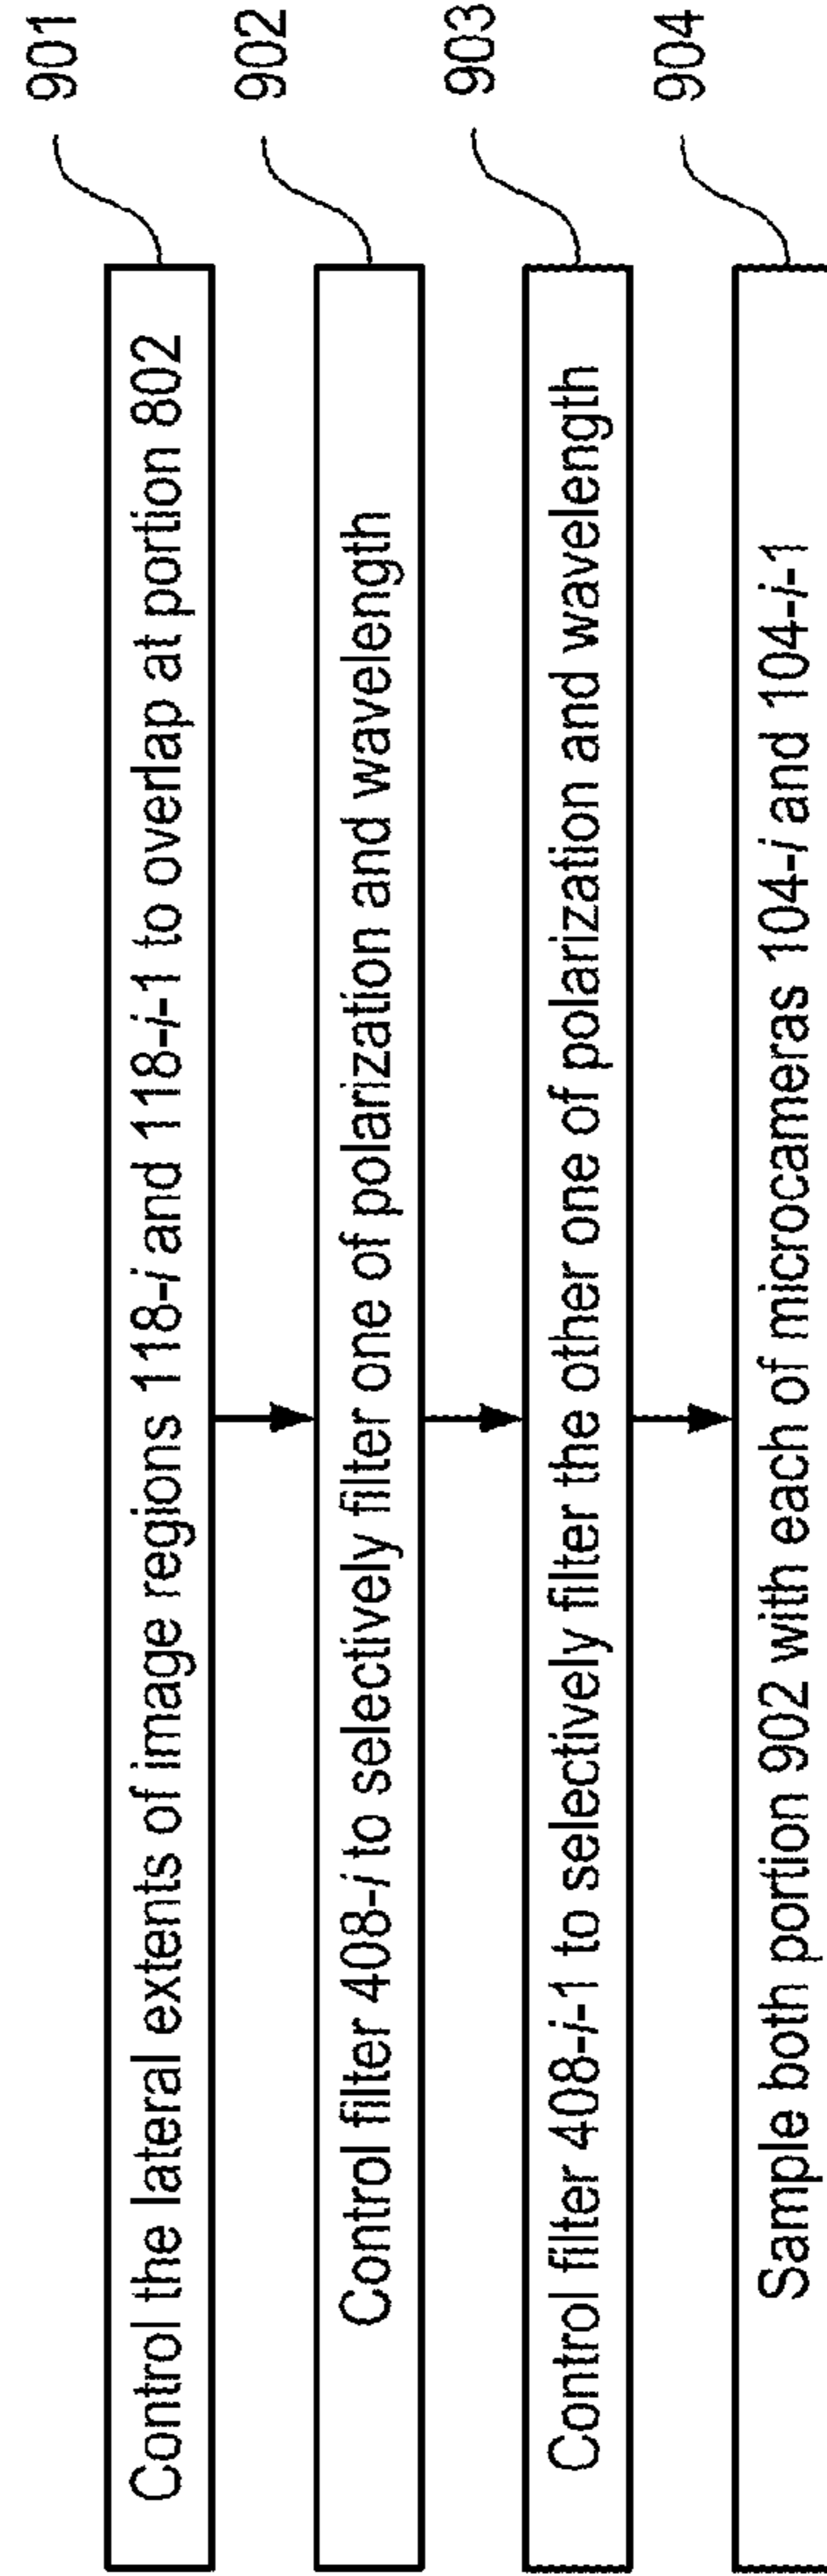 901
Control the lateral extents of image regions 118-i and 118-i-1 to overlap at portion 802
902
Control filter 408-i to selectively filter one of polarization and wavelength
903
Control filter 408-i-1 to selectively filter the other one of polarization and wavelength
904
Sample both portion 902 with each of microcameras 104-i and 104-i-1